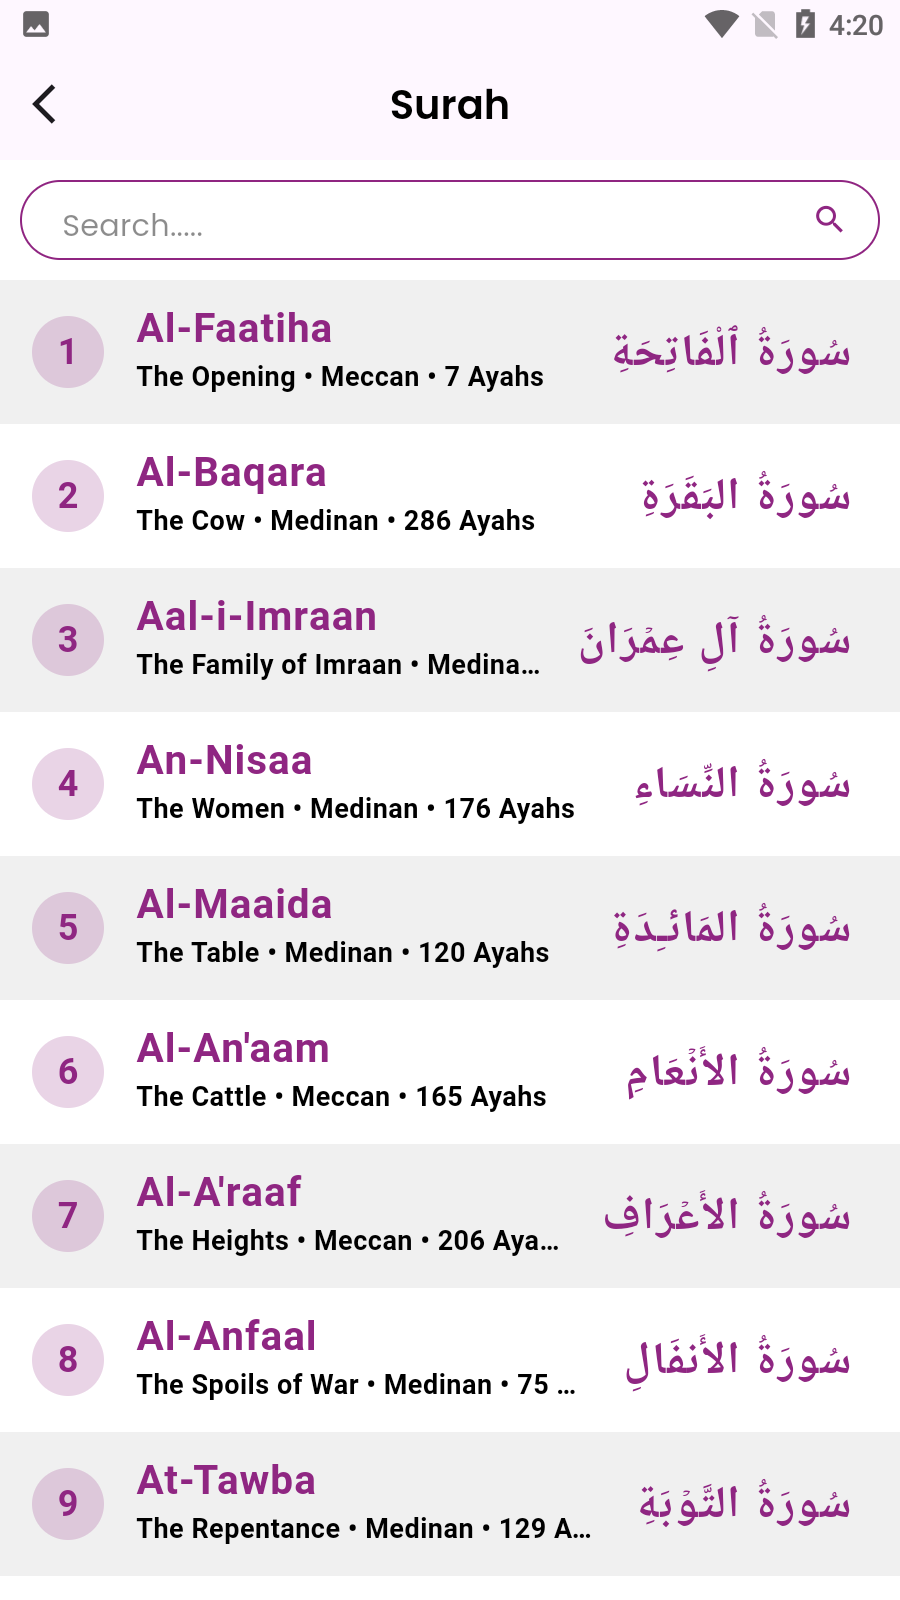 4:20
Surah
Search.....
1
Al-Faatiha
سُورَةُ ٱلْفَاتِحَةِ
The Opening • Meccan • 7 Ayahs
2
Al-Baqara
سُورَةُ البَقَرَةِ
The Cow • Medinan • 286 Ayahs
3
Aal-i-Imraan
سُورَةُ آلِ عِمۡرَانَ
The Family of Imraan • Medina…
4
An-Nisaa
سُورَةُ النِّسَاءِ
The Women • Medinan • 176 Ayahs
5
Al-Maaida
سُورَةُ المَائـِدَةِ
The Table • Medinan • 120 Ayahs
6
Al-An'aam
سُورَةُ الأَنۡعَامِ
The Cattle • Meccan • 165 Ayahs
7
Al-A'raaf
سُورَةُ الأَعۡرَافِ
The Heights • Meccan • 206 Aya…
8
Al-Anfaal
سُورَةُ الأَنفَالِ
The Spoils of War • Medinan • 75 …
9
At-Tawba
سُورَةُ التَّوۡبَةِ
The Repentance • Medinan • 129 A…